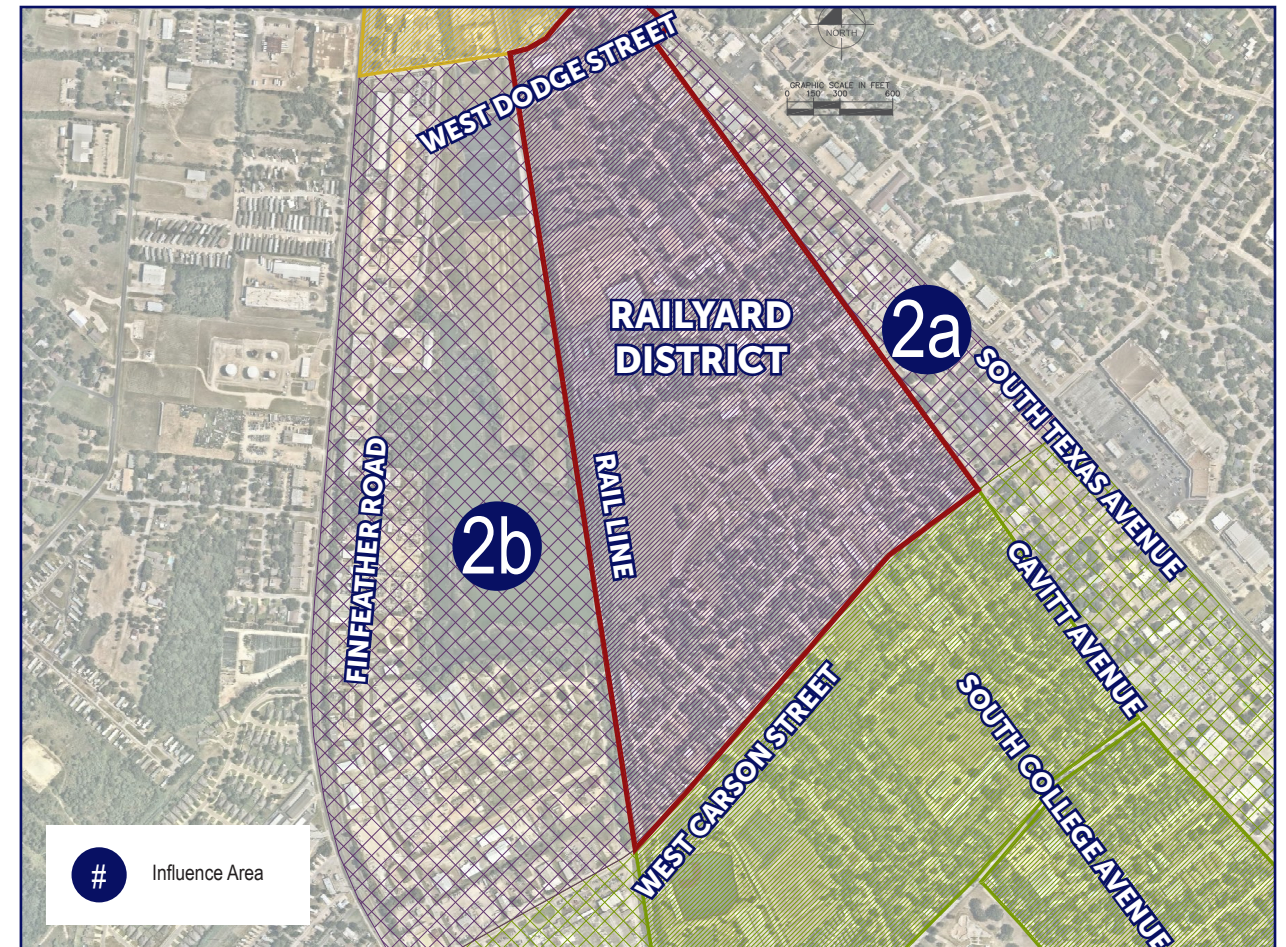 NORTH
GRAPHIC SCALE IN FEET
0 150 300 600
WEST DODGE STREET
RAILYARD
DISTRICT
2a
SOUTH TEXAS AVENUE
FINFEATHER ROAD
2b
RAIL LINE
CAVITT AVENUE
WEST CARSON STREET
SOUTH COLLEGE AVENUE
# Influence Area